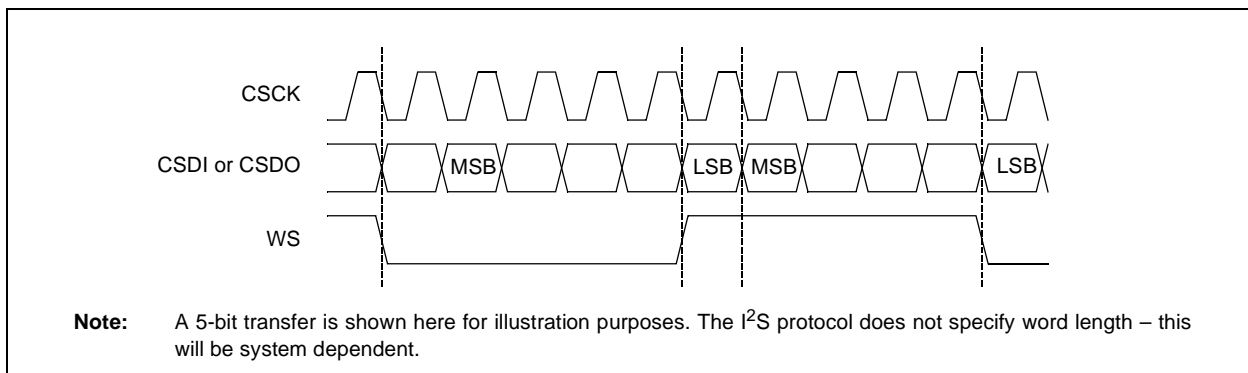 CSCK
CSDI or CSDO
MSB
LSB
MSB
LSB
WS
Note: A 5-bit transfer is shown here for illustration purposes. The I²S protocol does not specify word length – this
will be system dependent.